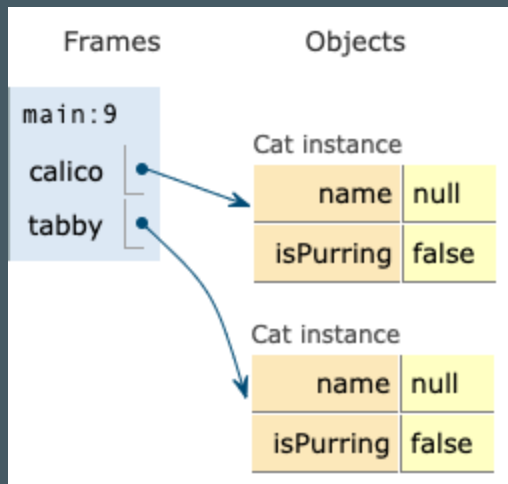 Frames
Objects
main:9
calico
tabby
Cat instance
name null
isPurring false
Cat instance
name null
isPurring false